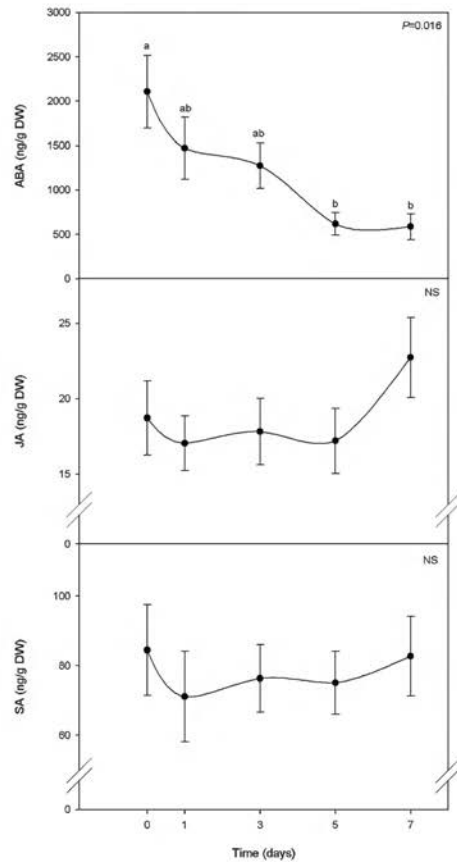 3000
P=0.016
a
2500
2000
ab
ABA (ng/g DW)
1500
ab
1000
b
b
500
0
NS
25
JA (ng/g DW)
20
15
0
NS
100
SA (ng/g DW)
80
60
0
0 1 3 5 7
Time (days)